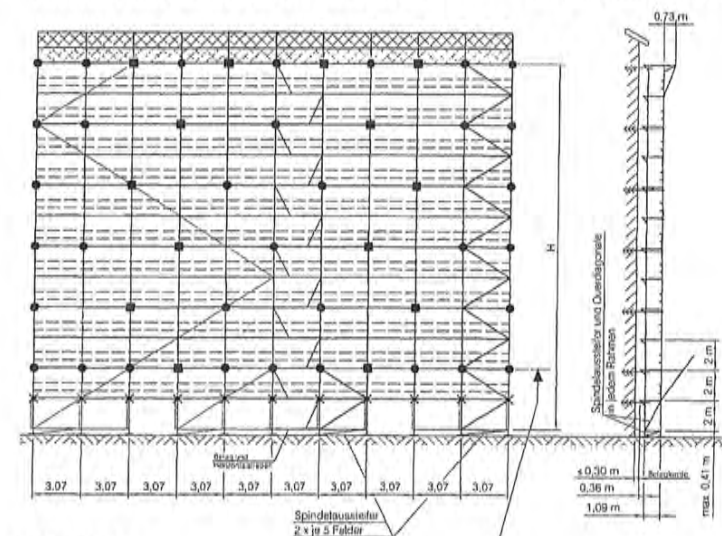 0,73 m
H
Spindelaussteifer und Querdiagonale
in jedem Rahmen
2 m
2 m
2 m
max. 0,41 m
≤ 0,30 m
0,36 m
1,09 m
Belag und
3,07 3,07 3,07 3,07 3,07 3,07 3,07 3,07 3,07 3,07
Spindelaussteifer
2 x je 5 Felder